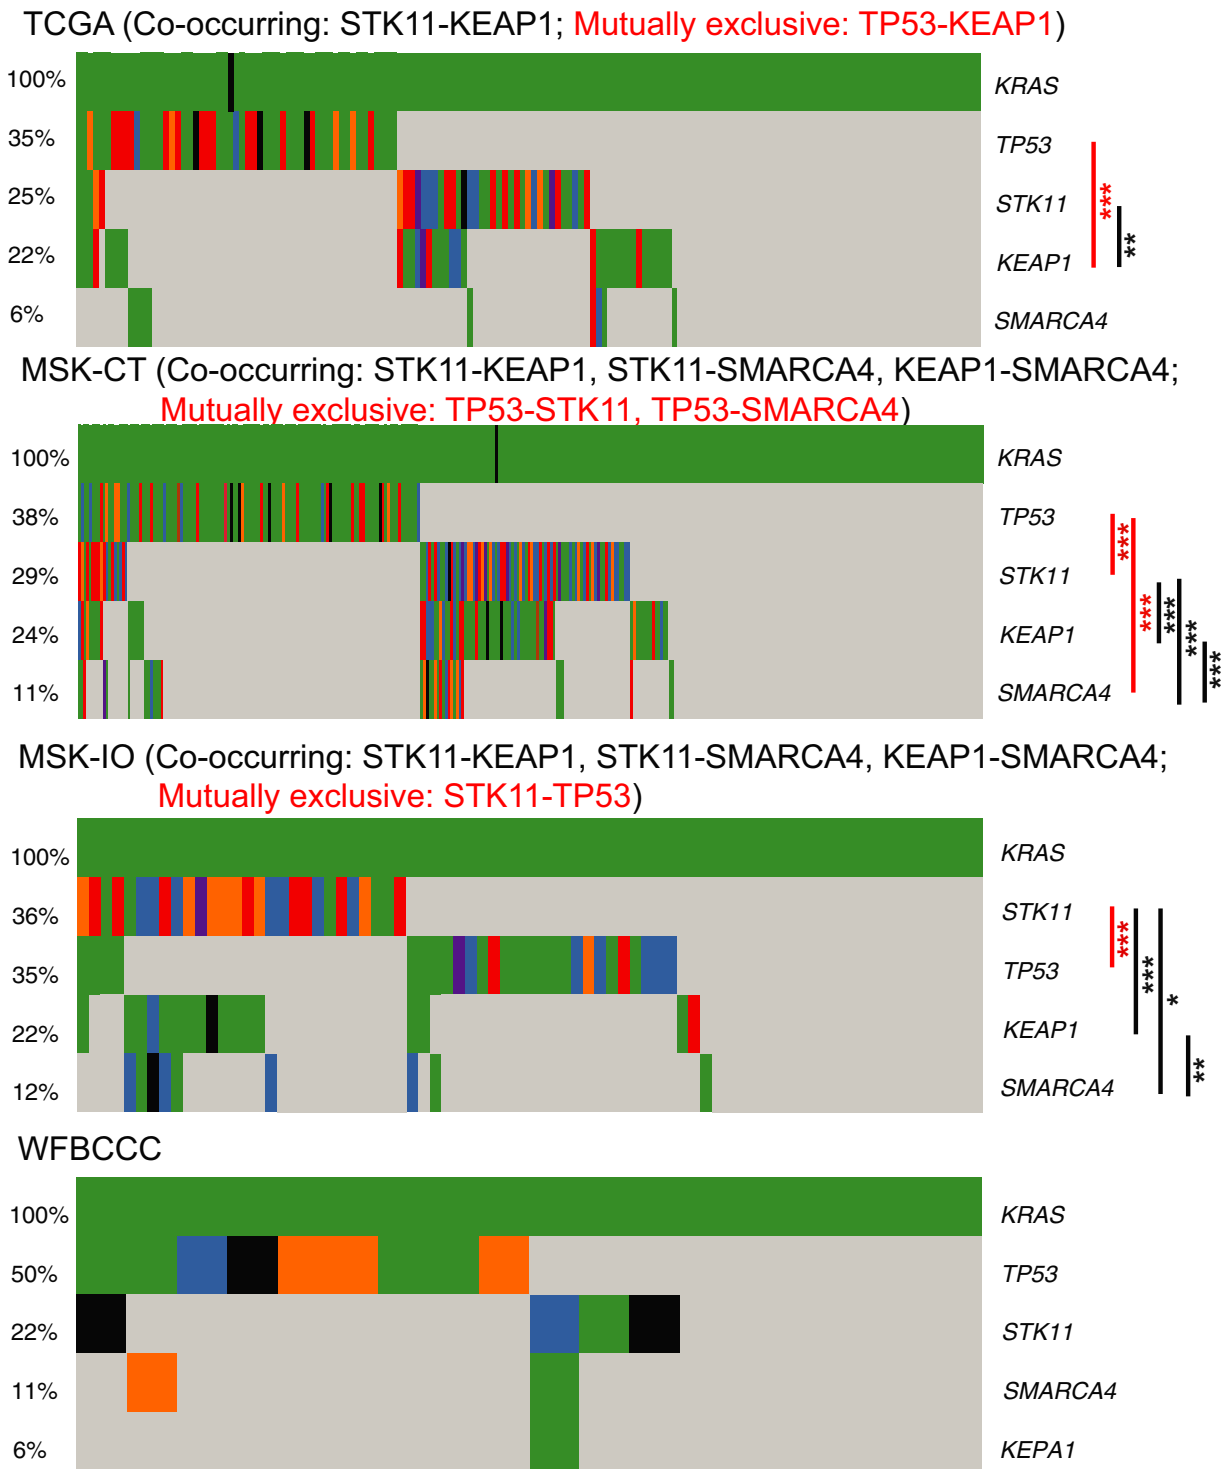 TCGA (Co-occurring: STK11-KEAP1; Mutually exclusive: TP53-KEAP1)
100% KRAS
35% TP53
25% STK11
22% KEAP1
6% SMARCA4
***
**
MSK-CT (Co-occurring: STK11-KEAP1, STK11-SMARCA4, KEAP1-SMARCA4;
Mutually exclusive: TP53-STK11, TP53-SMARCA4)
100% KRAS
38% TP53
29% STK11
24% KEAP1
11% SMARCA4
***
***
***
***
***
MSK-IO (Co-occurring: STK11-KEAP1, STK11-SMARCA4, KEAP1-SMARCA4;
Mutually exclusive: STK11-TP53)
100% KRAS
36% STK11
35% TP53
22% KEAP1
12% SMARCA4
***
***
*
**
WFBCCC
100% KRAS
50% TP53
22% STK11
11% SMARCA4
6% KEPA1